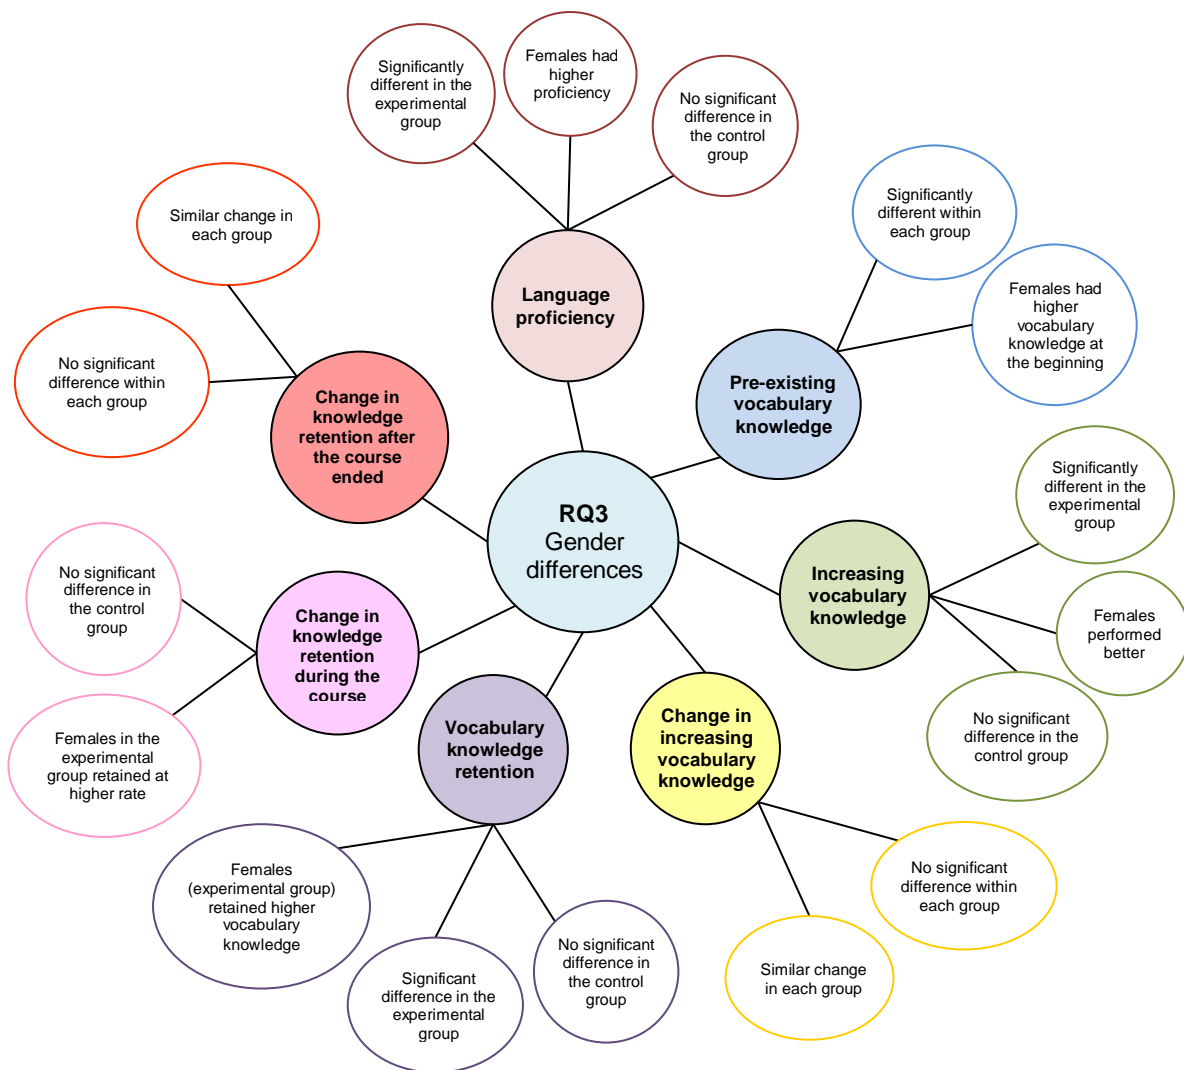 Females had
higher
proficiency
Significantly
different in the
experimental
group
No significant
difference in
the control
group
Significantly
different within
each group
Similar change in
each group
Language
proficiency
Females had
higher
vocabulary
knowledge at
the beginning
No significant
difference within
each group
Change in
knowledge
retention after
the course
ended
Pre-existing
vocabulary
knowledge
Significantly
different in the
experimental
group
RQ3
Gender
differences
No significant
difference in
the control
group
Change in
knowledge
retention
during the
course
Increasing
vocabulary
knowledge
Females
performed
better
Females in the
experimental
group retained at
higher rate
Vocabulary
knowledge
retention
Change in
increasing
vocabulary
knowledge
No significant
difference in the
control group
Females
(experimental group)
retained higher
vocabulary
knowledge
No significant
difference within
each group
Significant
difference in the
experimental
group
No significant
difference in
the control
group
Similar change
in each group